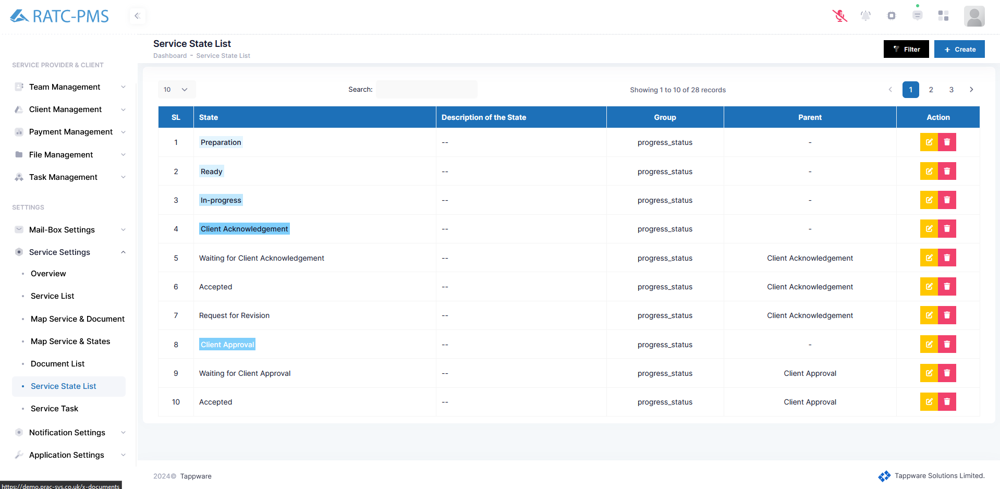 RATC-PMS
Service State List
Dashboard - Service State List
Filter
+ Create
SERVICE PROVIDER & CLIENT
Team Management
Client Management
Payment Management
File Management
Task Management
SETTINGS
Mail-Box Settings
Service Settings
Overview
Service List
Map Service & Document
Map Service & States
Document List
Service State List
Service Task
Notification Settings
Application Settings
10
Search:
Showing 1 to 10 of 28 records
1 2 3
SL State Description of the State Group Parent Action
1 Preparation -- progress_status -
2 Ready -- progress_status -
3 In-progress -- progress_status -
4 Client Acknowledgement -- progress_status -
5 Waiting for Client Acknowledgement -- progress_status Client Acknowledgement
6 Accepted -- progress_status Client Acknowledgement
7 Request for Revision -- progress_status Client Acknowledgement
8 Client Approval -- progress_status -
9 Waiting for Client Approval -- progress_status Client Approval
10 Accepted -- progress_status Client Approval
2024© Tappware
Tappware Solutions Limited.
https://demo.prac-sys.co.uk/x-documents